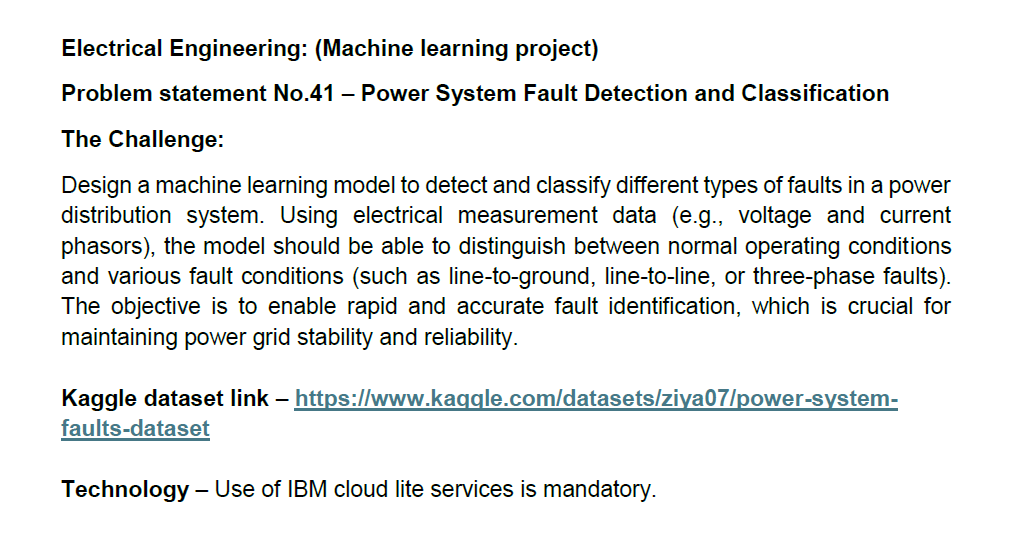 Electrical Engineering: (Machine learning project)
Problem statement No.41 – Power System Fault Detection and Classification
The Challenge:
Design a machine learning model to detect and classify different types of faults in a power
distribution system. Using electrical measurement data (e.g., voltage and current
phasors), the model should be able to distinguish between normal operating conditions
and various fault conditions (such as line-to-ground, line-to-line, or three-phase faults).
The objective is to enable rapid and accurate fault identification, which is crucial for
maintaining power grid stability and reliability.
Kaggle dataset link – https://www.kaggle.com/datasets/ziya07/power-system-
faults-dataset
Technology – Use of IBM cloud lite services is mandatory.